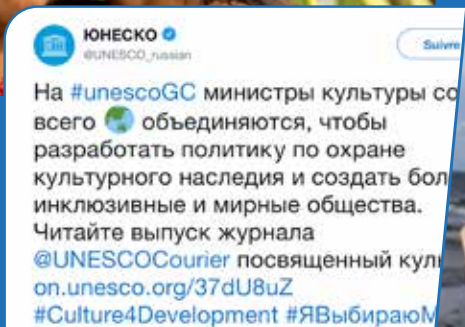 ЮНЕСКО
@UNESCO_russian
Suivre
На #unescoGC министры культуры со
всего 🌏 объединяются, чтобы
разработать политику по охране
культурного наследия и создать бол
инклюзивные и мирные общества.
Читайте выпуск журнала
@UNESCOCourier посвященный кул
on.unesco.org/37dU8uZ
#Culture4Development #ЯВыбираюМ